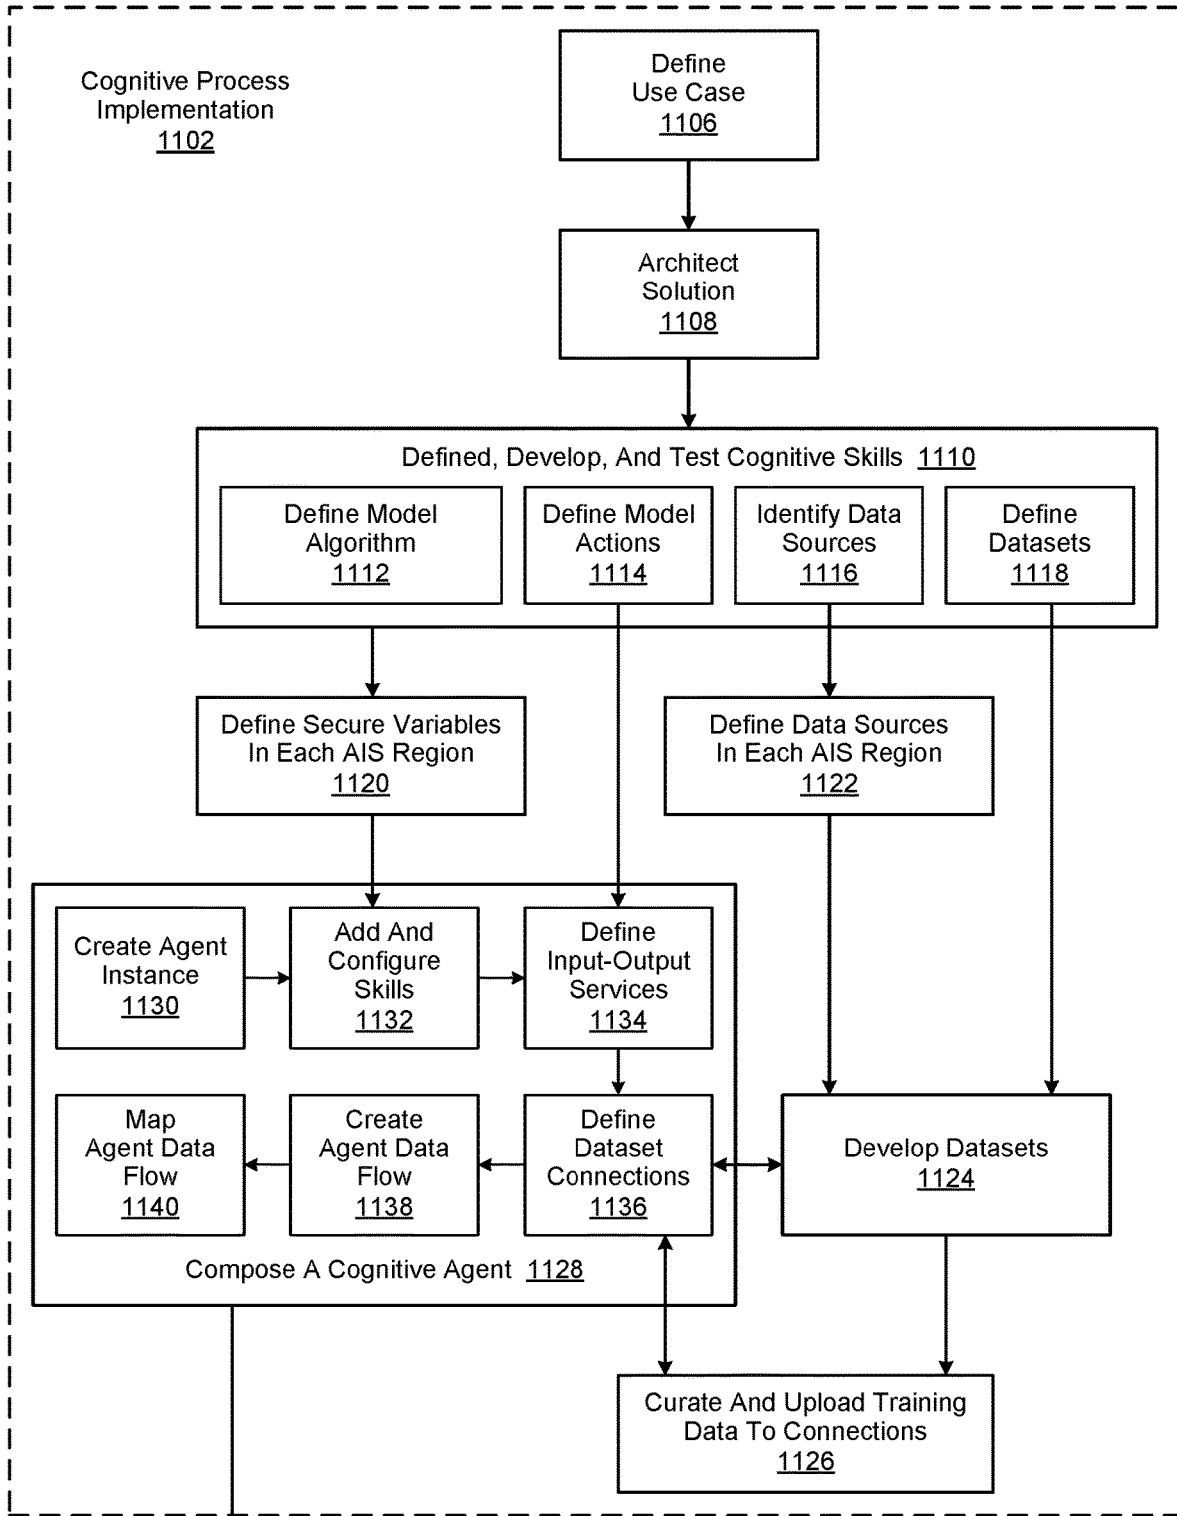 Cognitive Process
Implementation
1102
Define
Use Case
1106
Architect
Solution
1108
Defined, Develop, And Test Cognitive Skills 1110
Define Model
Algorithm
1112
Define Model
Actions
1114
Identify Data
Sources
1116
Define
Datasets
1118
Define Secure Variables
In Each AIS Region
1120
Define Data Sources
In Each AIS Region
1122
Create Agent
Instance
1130
Add And
Configure
Skills
1132
Define
Input-Output
Services
1134
Map
Agent Data
Flow
1140
Create
Agent Data
Flow
1138
Define
Dataset
Connections
1136
Develop Datasets
1124
Compose A Cognitive Agent 1128
Curate And Upload Training
Data To Connections
1126